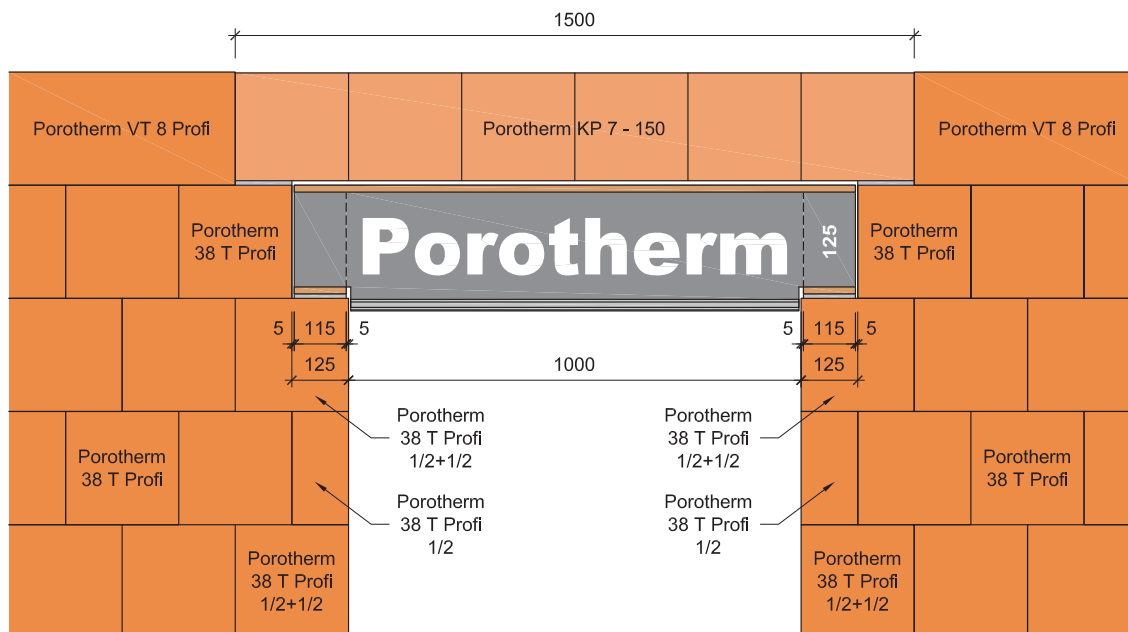 1500
Porotherm VT 8 Profi
Porotherm KP 7 - 150
Porotherm VT 8 Profi
Porotherm
38 T Profi
Porotherm
125
Porotherm
38 T Profi
5 115 5
5 115 5
125
1000
125
Porotherm
38 T Profi
1/2+1/2
Porotherm
38 T Profi
1/2+1/2
Porotherm
38 T Profi
Porotherm
38 T Profi
Porotherm
38 T Profi
1/2
Porotherm
38 T Profi
1/2
Porotherm
38 T Profi
1/2+1/2
Porotherm
38 T Profi
1/2+1/2